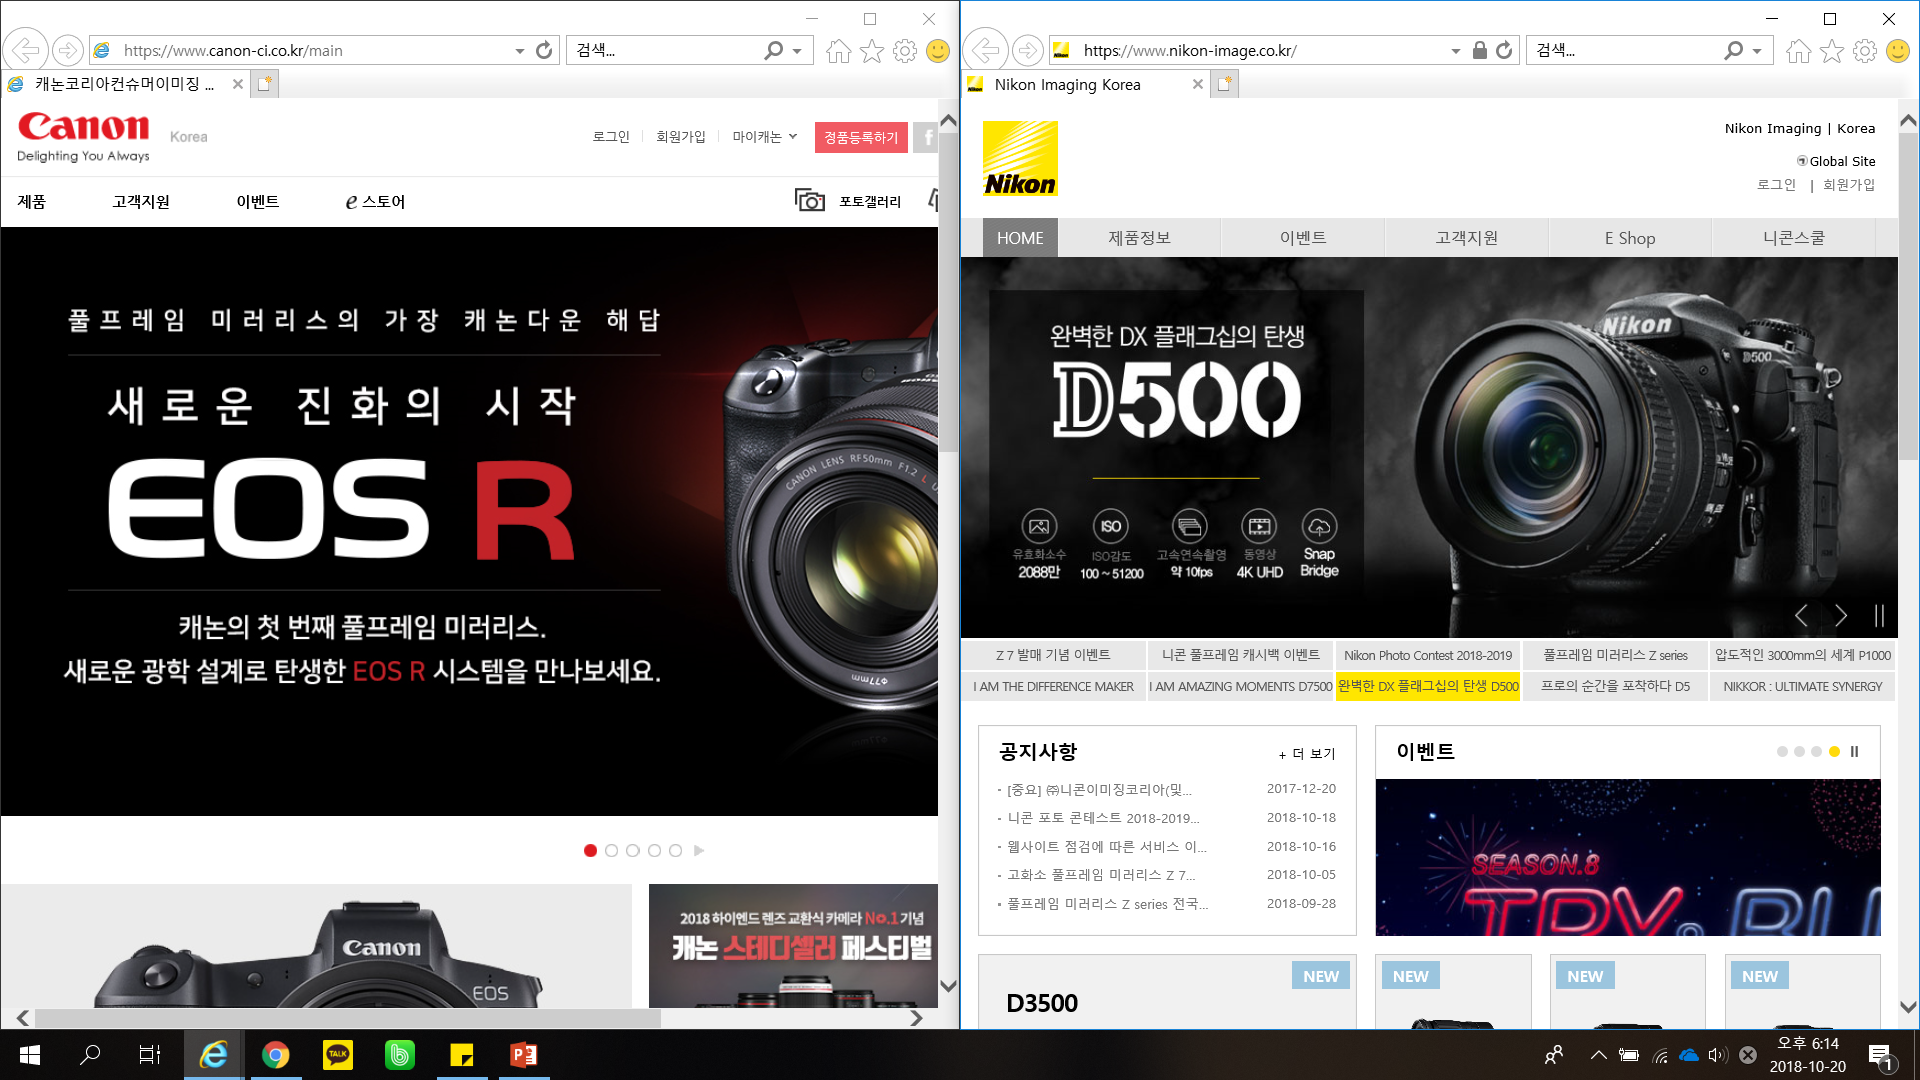 https://www.canon-ci.co.kr/main
검색...
캐논코리아컨슈머이미징 ...
Canon
Delighting You Always
Korea
로그인
회원가입
마이캐논
정품등록하기
f
제품
고객지원
이벤트
e 스토어
포토갤러리
풀프레임 미러리스의 가장 캐논다운 해답
새로운 진화의 시작
EOS R
캐논의 첫 번째 풀프레임 미러리스.
새로운 광학 설계로 탄생한 EOS R 시스템을 만나보세요.
CANON LENS RF50mm F1.2 L U
φ77mm
Canon
EOS
2018 하이엔드 렌즈 교환식 카메라 No.1 기념
캐논 스테디셀러 페스티벌
https://www.nikon-image.co.kr/
검색...
Nikon Imaging Korea
Nikon
Nikon Imaging | Korea
Global Site
로그인 | 회원가입
HOME
제품정보
이벤트
고객지원
E Shop
니콘스쿨
완벽한 DX 플래그십의 탄생
D500
유효화소수
2088만
ISO
ISO감도
100 ~ 51200
고속연속촬영
약 10fps
동영상
4K UHD
Snap
Bridge
Nikon
D500
Z 7 발매 기념 이벤트
니콘 풀프레임 캐시백 이벤트
Nikon Photo Contest 2018-2019
풀프레임 미러리스 Z series
압도적인 3000mm의 세계 P1000
I AM THE DIFFERENCE MAKER
I AM AMAZING MOMENTS D7500
완벽한 DX 플래그십의 탄생 D500
프로의 순간을 포착하다 D5
NIKKOR : ULTIMATE SYNERGY
공지사항
+ 더 보기
[중요] ㈜니콘이미징코리아(및... 2017-12-20
니콘 포토 콘테스트 2018-2019... 2018-10-18
웹사이트 점검에 따른 서비스 이... 2018-10-16
고화소 풀프레임 미러리스 Z 7... 2018-10-05
풀프레임 미러리스 Z series 전국... 2018-09-28
이벤트
SEASON.8
TRY
NEW
D3500
NEW
NEW
NEW
TALK
b
오후 6:14
2018-10-20
1